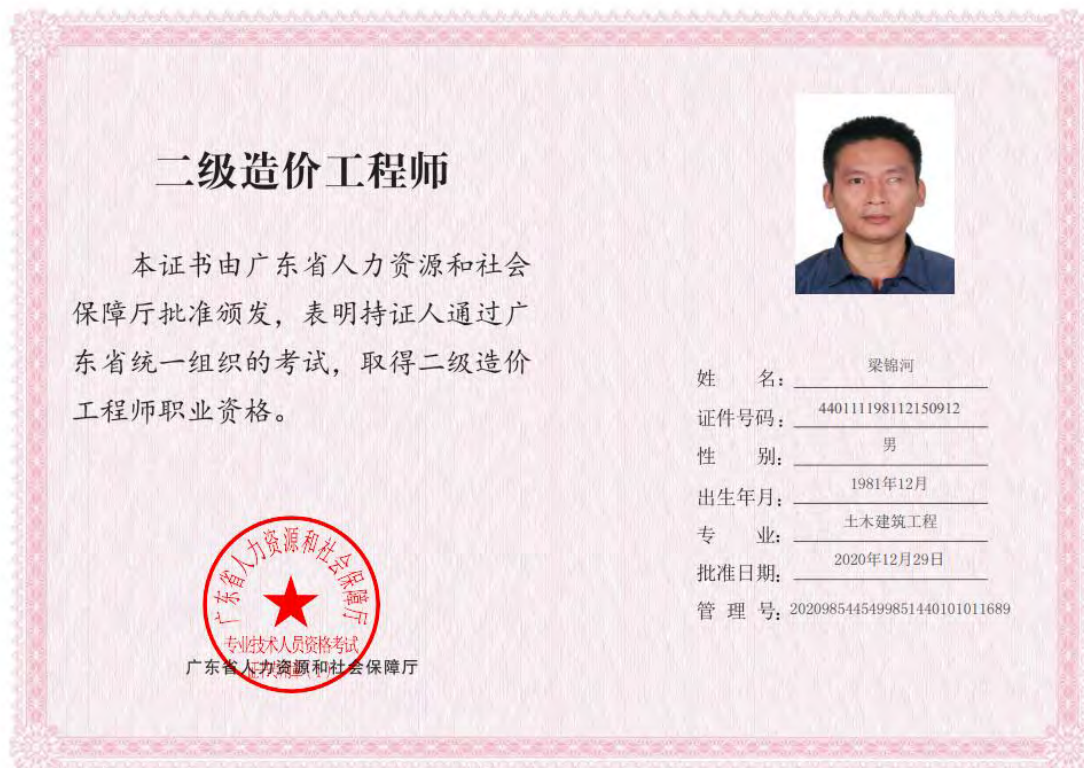 二级造价工程师
本证书由广东省人力资源和社会
保障厅批准颁发，表明持证人通过广
东省统一组织的考试，取得二级造价
工程师职业资格。
广东省人力资源和社会保障厅
专业技术人员资格考试
广东省人力资源和社会保障厅
姓 名：梁锦河
证件号码：440111198112150912
性 别：男
出生年月：1981年12月
专 业：土木建筑工程
批准日期：2020年12月29日
管 理 号：2020985445499851440101011689